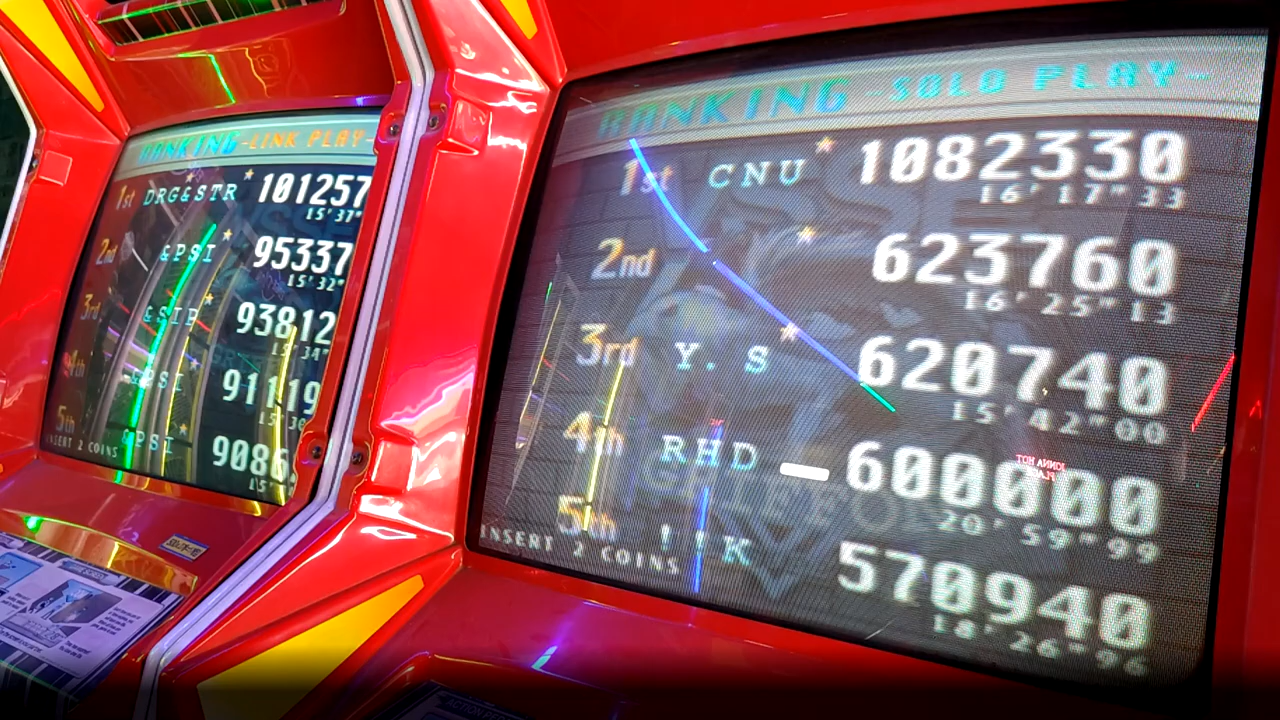 RANKING -LINK PLAY-
1st DRG&STR 101257
15'37"
2nd &PSI 95337
15'32"
3rd &SIP 93812
15'34"
4th &PSI 91119
5th &PSI 9086
INSERT 2 COINS
RANKING -SOLO PLAY-
1st CNU 1082330
16'17"33
2nd 623760
16'25"13
3rd Y.S 620740
15'42"00
4th RHD 600000
20'59"99
5th !!K 570940
18'26"96
INSERT 2 COINS